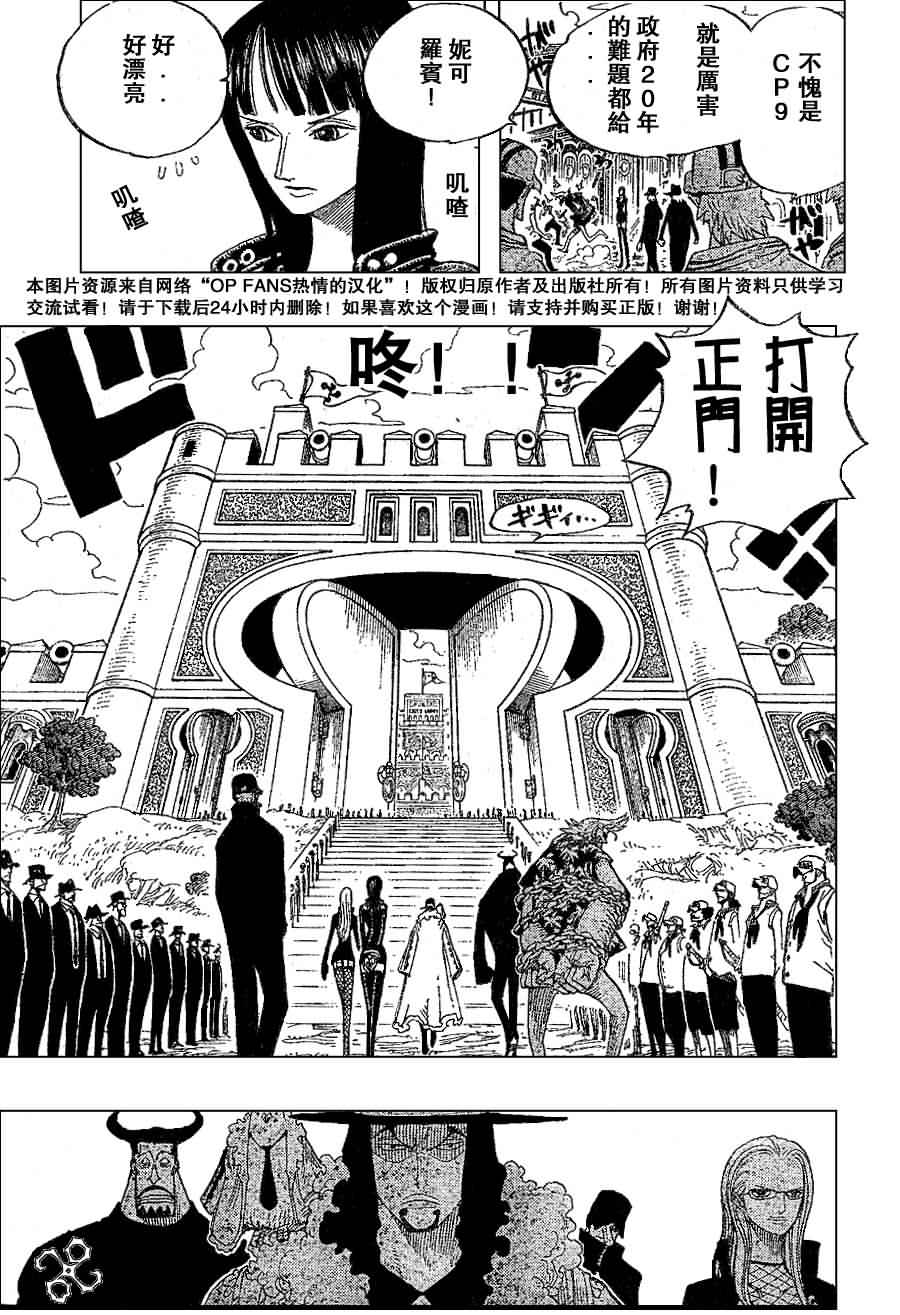 不愧是
CP9
就是厲害
政府20年
的難題都給
...
妮可
羅賓！
好..
好漂亮
嘰喳
嘰喳
本图片资源来自网络“OP FANS热情的汉化”！版权归原作者及出版社所有！所有图片资料只供学习
交流试看！请于下载后24小时内删除！如果喜欢这个漫画！请支持并购买正版！谢谢！
打開
正門！
咚！！
ド
ギギィ...